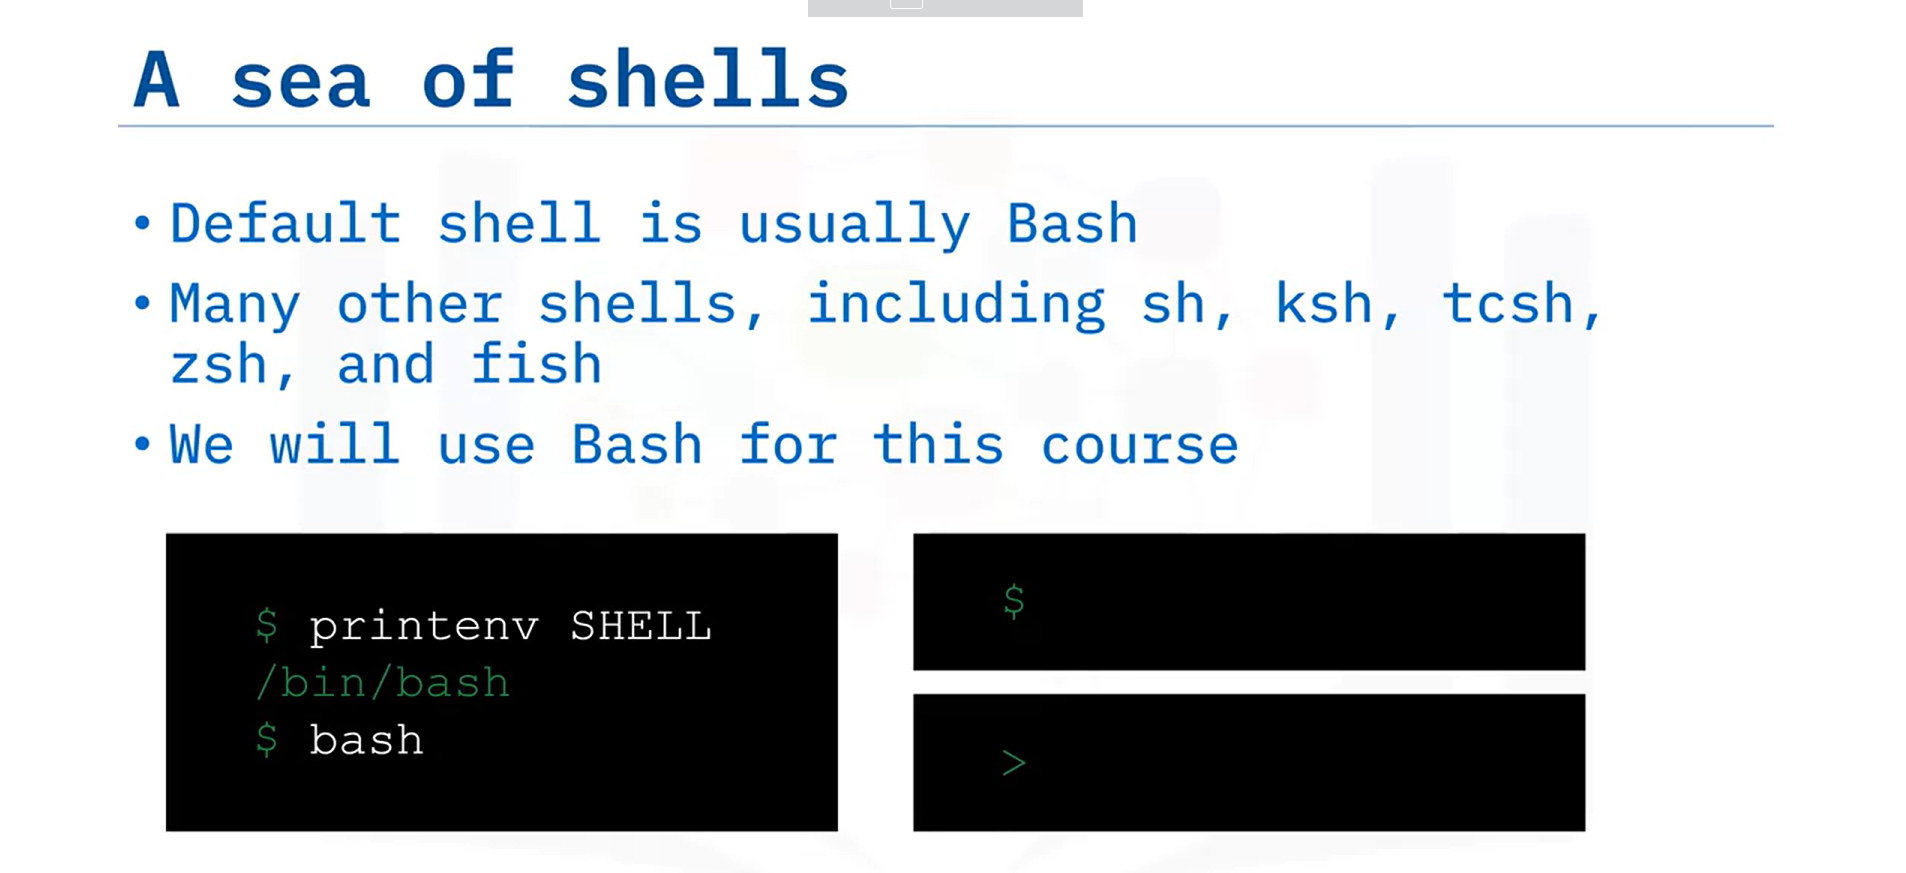 A sea of shells
• Default shell is usually Bash
• Many other shells, including sh, ksh, tcsh,
zsh, and fish
• We will use Bash for this course
$ printenv SHELL
/bin/bash
$ bash
$
>